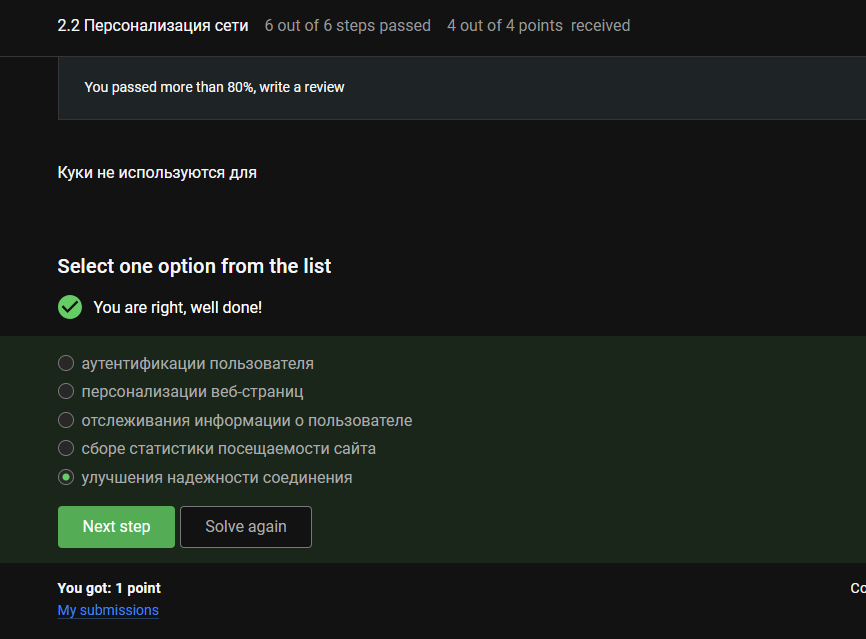 2.2 Персонализация сети 6 out of 6 steps passed 4 out of 4 points received
You passed more than 80%, write a review
Куки не используются для
Select one option from the list
You are right, well done!
аутентификации пользователя
персонализации веб-страниц
отслеживания информации о пользователе
сборе статистики посещаемости сайта
улучшения надежности соединения
Next step Solve again
You got: 1 point
My submissions